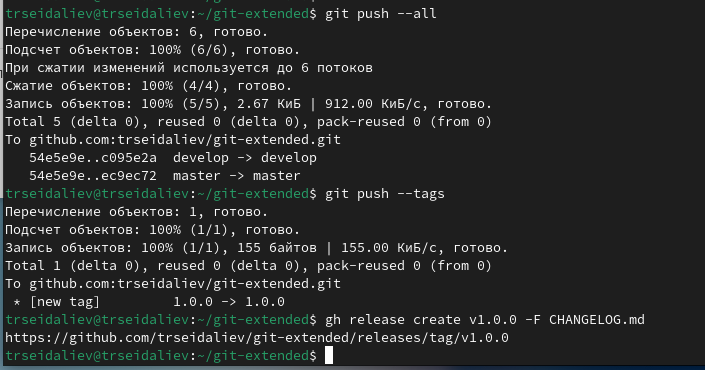 trseidaliev@trseidaliev:~/git-extended$ git push --all
Перечисление объектов: 6, готово.
Подсчет объектов: 100% (6/6), готово.
При сжатии изменений используется до 6 потоков
Сжатие объектов: 100% (4/4), готово.
Запись объектов: 100% (5/5), 2.67 КиБ | 912.00 КиБ/с, готово.
Total 5 (delta 0), reused 0 (delta 0), pack-reused 0 (from 0)
To github.com:trseidaliev/git-extended.git
   54e5e9e..c095e2a  develop -> develop
   54e5e9e..ec9ec72  master -> master
trseidaliev@trseidaliev:~/git-extended$ git push --tags
Перечисление объектов: 1, готово.
Подсчет объектов: 100% (1/1), готово.
Запись объектов: 100% (1/1), 155 байтов | 155.00 КиБ/с, готово.
Total 1 (delta 0), reused 0 (delta 0), pack-reused 0 (from 0)
To github.com:trseidaliev/git-extended.git
 * [new tag]         1.0.0 -> 1.0.0
trseidaliev@trseidaliev:~/git-extended$ gh release create v1.0.0 -F CHANGELOG.md
https://github.com/trseidaliev/git-extended/releases/tag/v1.0.0
trseidaliev@trseidaliev:~/git-extended$